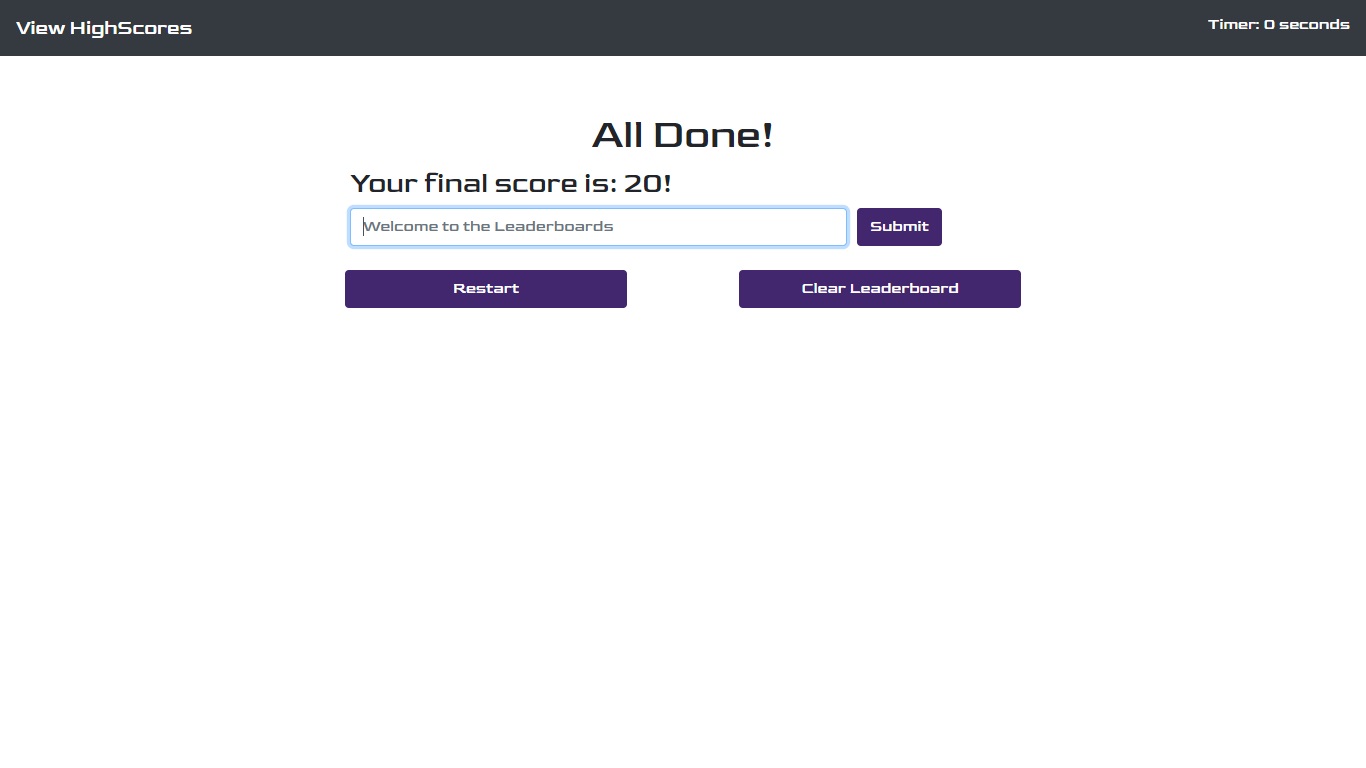 View HighScores
Timer: 0 seconds
All Done!
Your final score is: 20!
Welcome to the Leaderboards
Submit
Restart
Clear Leaderboard